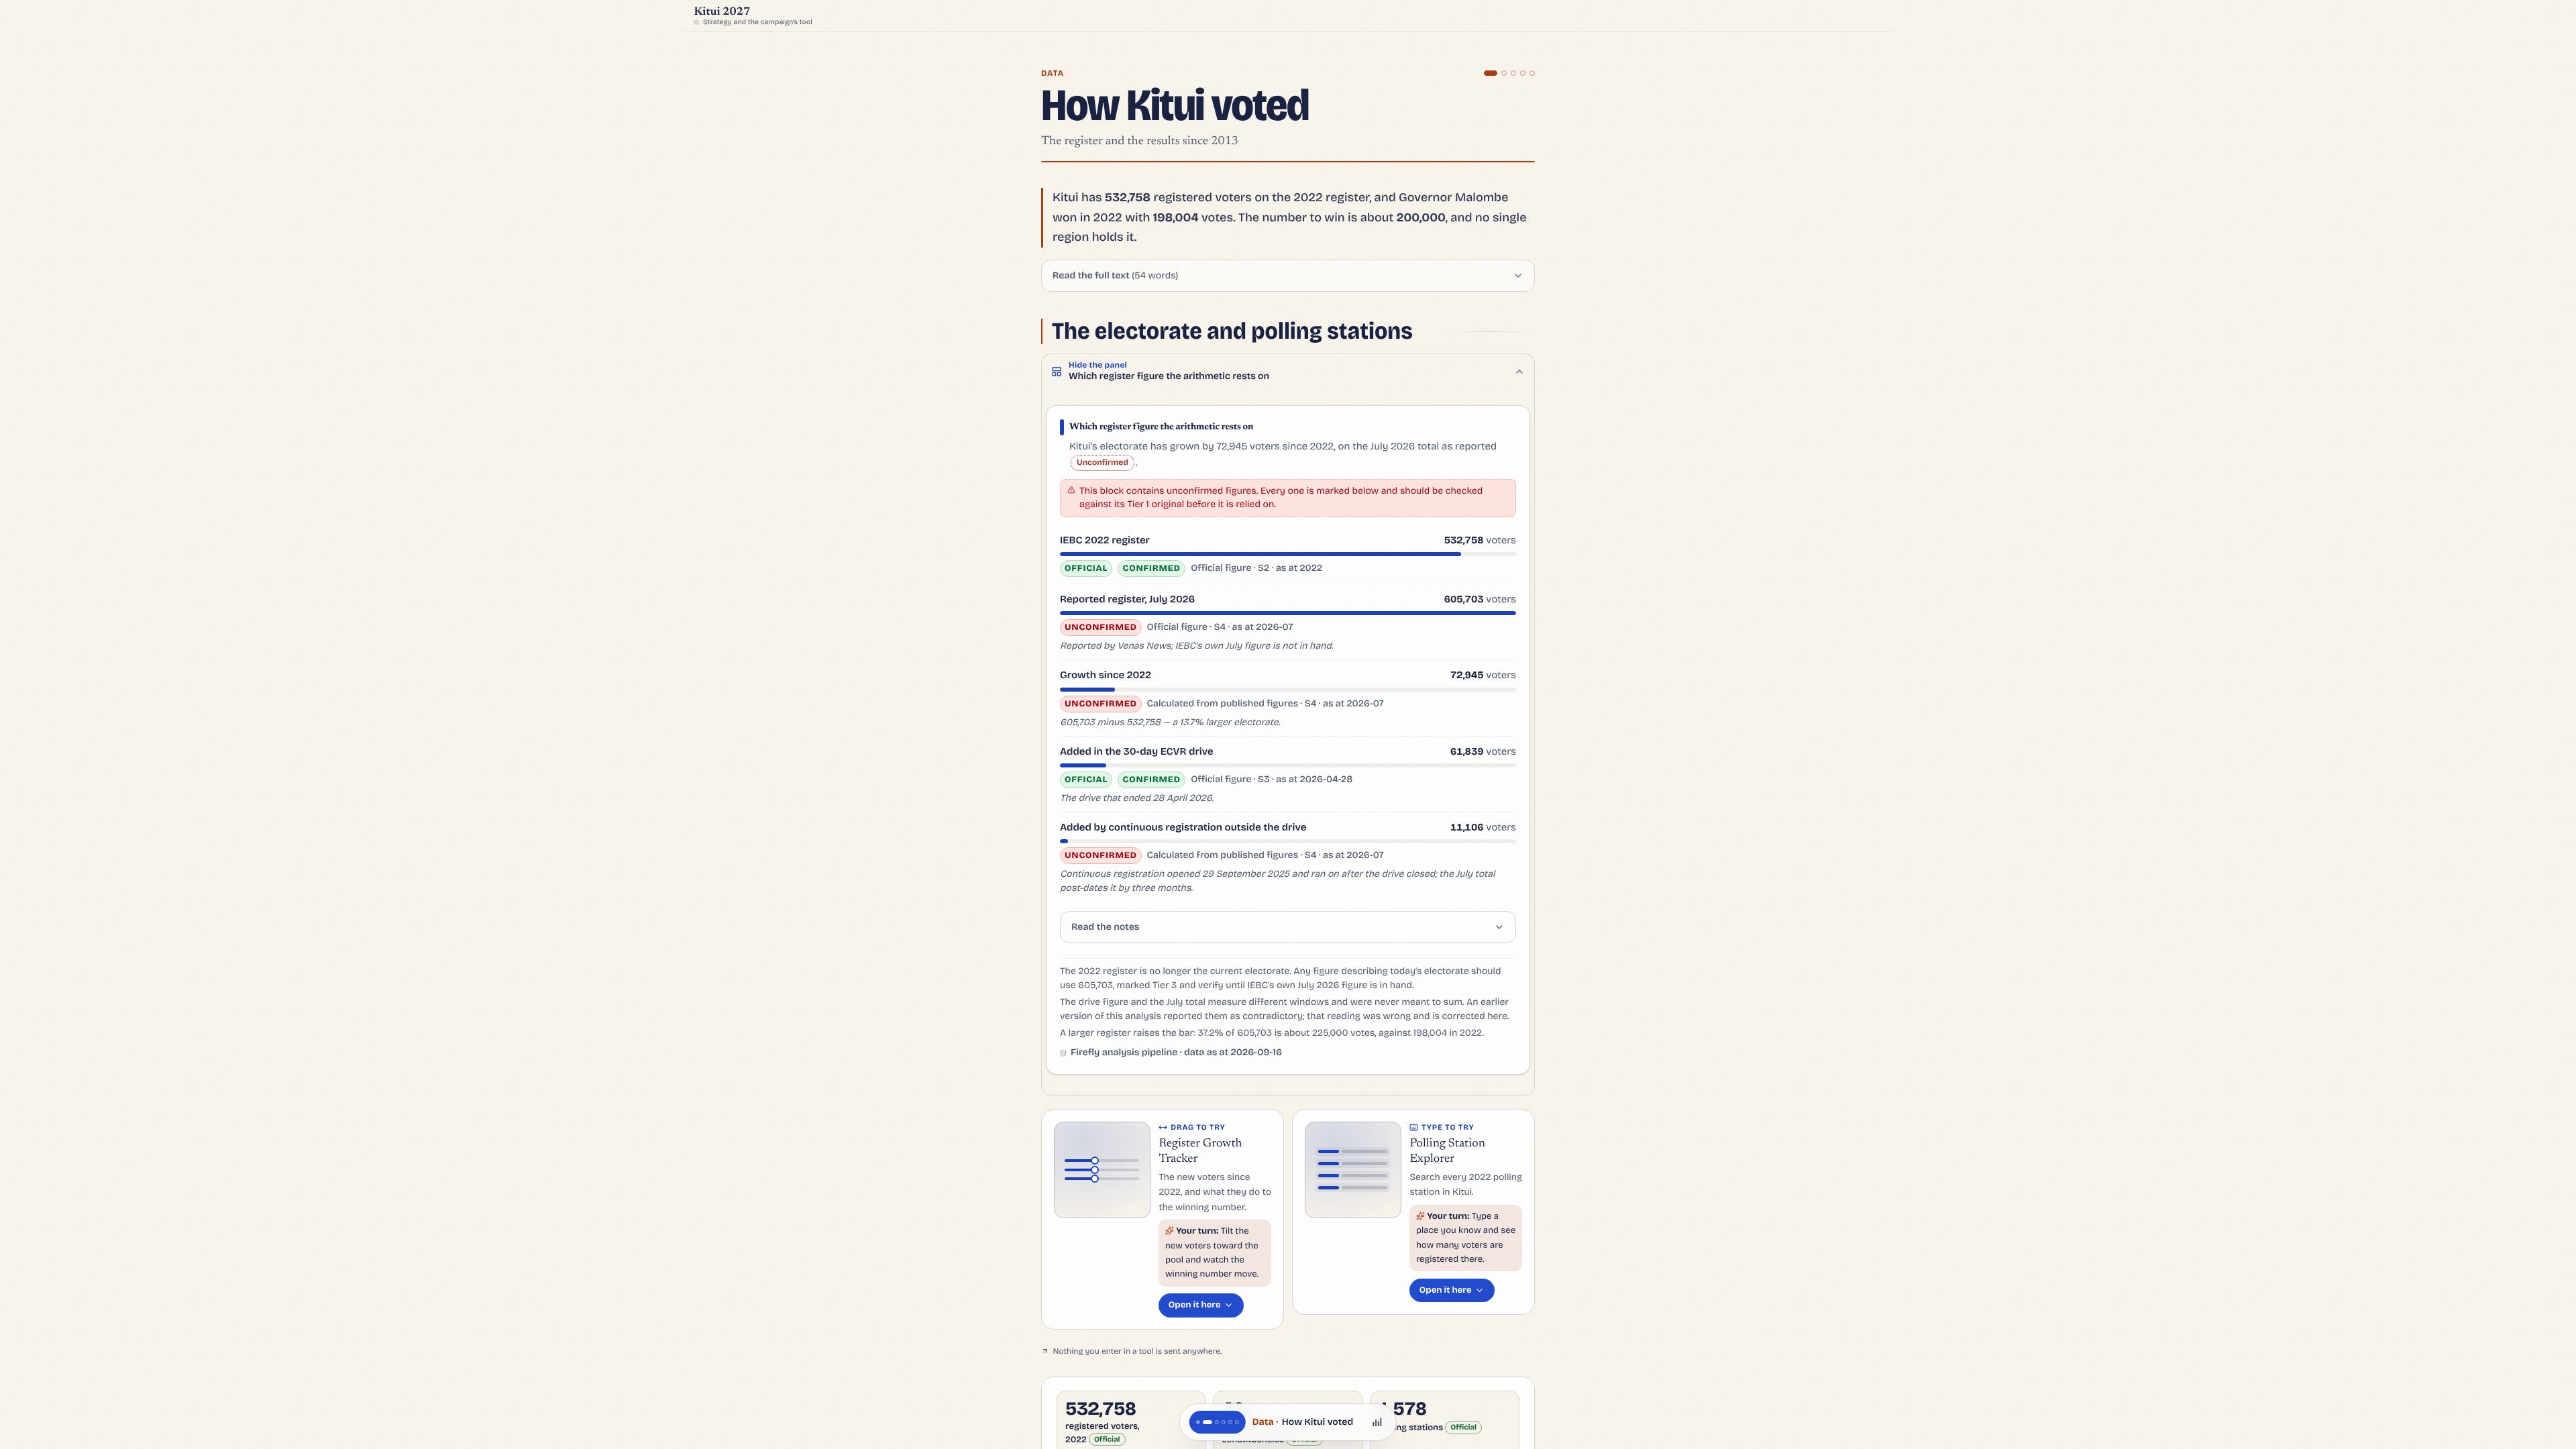 Kitui 2027
Strategy and the campaign's tool
DATA
How Kitui voted
The register and the results since 2013
Kitui has 532,758 registered voters on the 2022 register, and Governor Malombe
won in 2022 with 198,004 votes. The number to win is about 200,000, and no single
region holds it.
Read the full text (54 words)
The electorate and polling stations
Hide the panel
Which register figure the arithmetic rests on
Which register figure the arithmetic rests on
Kitui's electorate has grown by 72,945 voters since 2022, on the July 2026 total as reported
Unconfirmed.
This block contains unconfirmed figures. Every one is marked below and should be checked
against its Tier 1 original before it is relied on.
IEBC 2022 register 532,758 voters
OFFICIAL CONFIRMED Official figure · S2 · as at 2022
Reported register, July 2026 605,703 voters
UNCONFIRMED Official figure · S4 · as at 2026-07
Reported by Venas News; IEBC's own July figure is not in hand.
Growth since 2022 72,945 voters
UNCONFIRMED Calculated from published figures · S4 · as at 2026-07
605,703 minus 532,758 — a 13.7% larger electorate.
Added in the 30-day ECVR drive 61,839 voters
OFFICIAL CONFIRMED Official figure · S3 · as at 2026-04-28
The drive that ended 28 April 2026.
Added by continuous registration outside the drive 11,106 voters
UNCONFIRMED Calculated from published figures · S4 · as at 2026-07
Continuous registration opened 29 September 2025 and ran on after the drive closed; the July total
post-dates it by three months.
Read the notes
The 2022 register is no longer the current electorate. Any figure describing today's electorate should
use 605,703, marked Tier 3 and verify until IEBC's own July 2026 figure is in hand.
The drive figure and the July total measure different windows and were never meant to sum. An earlier
version of this analysis reported them as contradictory; that reading was wrong and is corrected here.
A larger register raises the bar: 37.2% of 605,703 is about 225,000 votes, against 198,004 in 2022.
Firefly analysis pipeline · data as at 2026-09-16
DRAG TO TRY
Register Growth
Tracker
The new voters since
2022, and what they do to
the winning number.
Your turn: Tilt the
new voters toward the
pool and watch the
winning number move.
Open it here
TYPE TO TRY
Polling Station
Explorer
Search every 2022 polling
station in Kitui.
Your turn: Type a
place you know and see
how many voters are
registered there.
Open it here
Nothing you enter in a tool is sent anywhere.
532,758
registered voters,
2022 Official
578
stations Official
Data · How Kitui voted